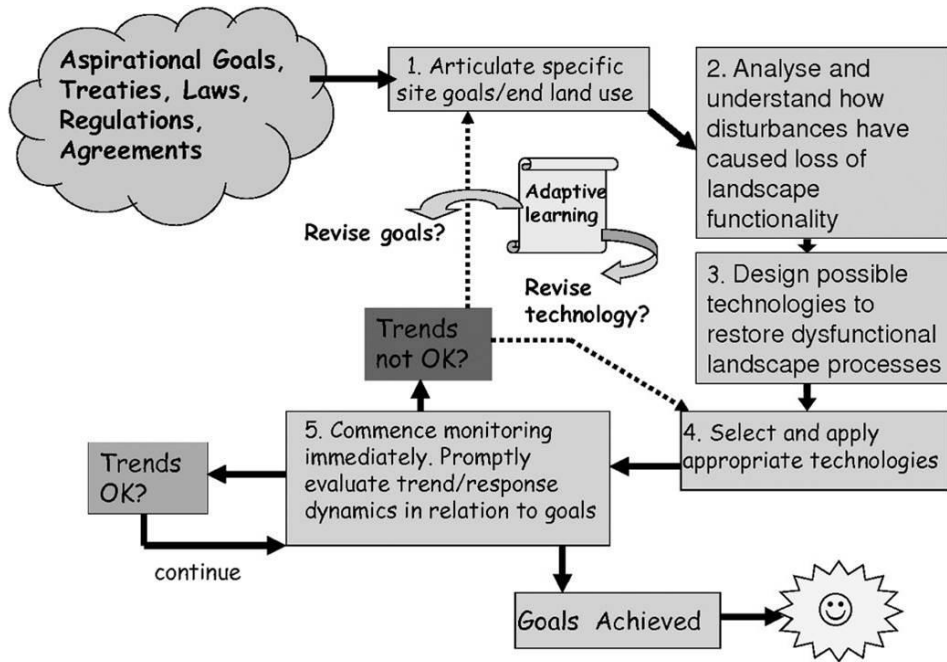 Aspirational Goals,
Treaties, Laws,
Regulations,
Agreements
1. Articulate specific
site goals/end land use
2. Analyse and
understand how
disturbances have
caused loss of
landscape
functionality
Adaptive
learning
Revise goals?
Revise
technology?
3. Design possible
technologies to
restore dysfunctional
landscape processes
Trends
not OK?
4. Select and apply
appropriate technologies
5. Commence monitoring
immediately. Promptly
evaluate trend/response
dynamics in relation to goals
Trends
OK?
continue
Goals Achieved